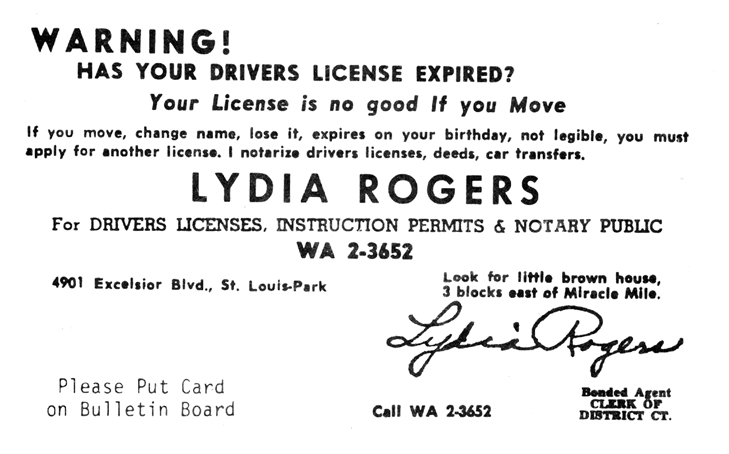 WARNING!
HAS YOUR DRIVERS LICENSE EXPIRED?
Your License is no good If you Move
If you move, change name, lose it, expires on your birthday, not legible, you must
apply for another license. I notarize drivers licenses, deeds, car transfers.
LYDIA ROGERS
For DRIVERS LICENSES, INSTRUCTION PERMITS & NOTARY PUBLIC
WA 2-3652
4901 Excelsior Blvd., St. Louis-Park
Look for little brown house,
3 blocks east of Miracle Mile.
Lydia Rogers
Please Put Card
on Bulletin Board
Call WA 2-3652
Bonded Agent
CLERK OF
DISTRICT CT.